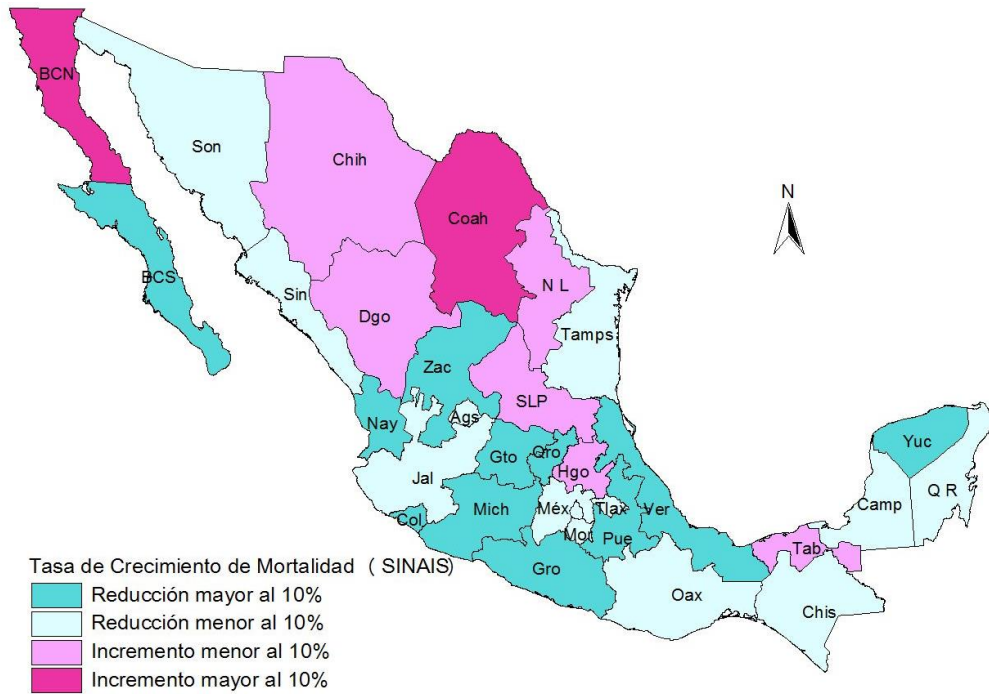 BCN
Son
Chih
Coah
N
BCS
Sin
Dgo
N L
Tamps
Zac
SLP
Nay
Ags
Yuc
Jal
Gto
Qro
Hgo
Q R
Col
Mich
Méx
Tlax
Ver
Camp
Mor
Pue
Gro
Tab
Oax
Chis
Tasa de Crecimiento de Mortalidad ( SINAIS)
Reducción mayor al 10%
Reducción menor al 10%
Incremento menor al 10%
Incremento mayor al 10%